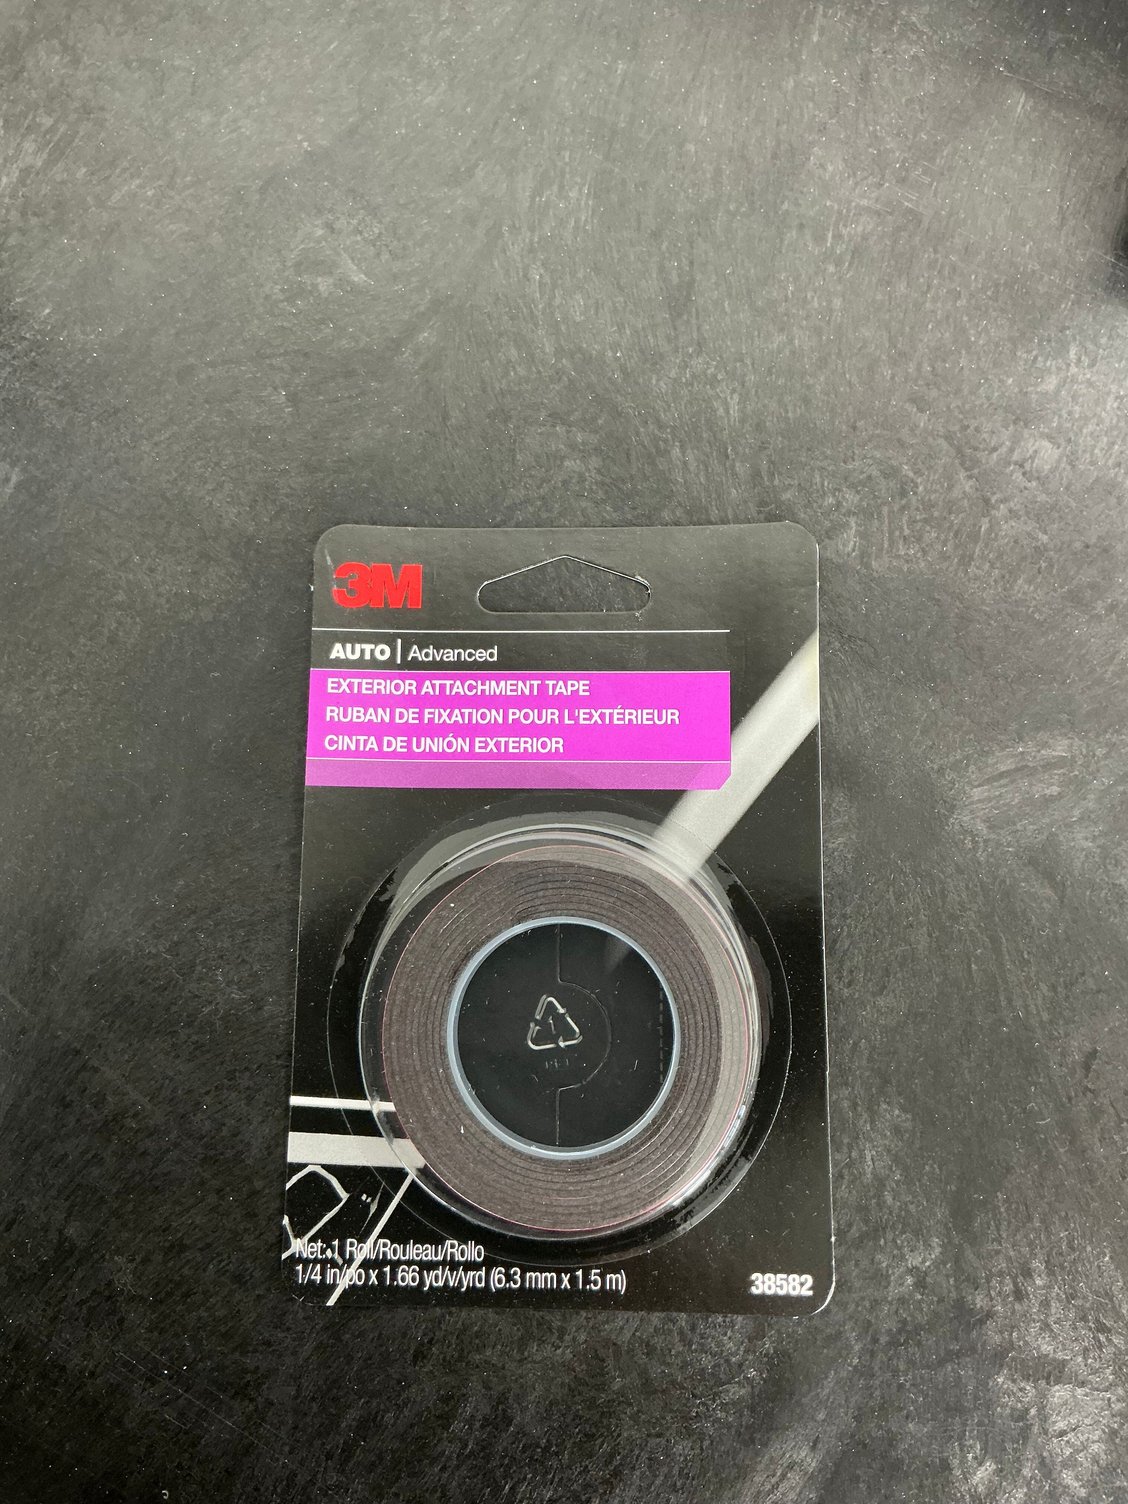 3M
AUTO | Advanced
EXTERIOR ATTACHMENT TAPE
RUBAN DE FIXATION POUR L'EXTÉRIEUR
CINTA DE UNIÓN EXTERIOR
1
Net: 1 Roll/Rouleau/Rollo
1/4 in/po x 1.66 yd/v/yrd (6.3 mm x 1.5 m)
38582